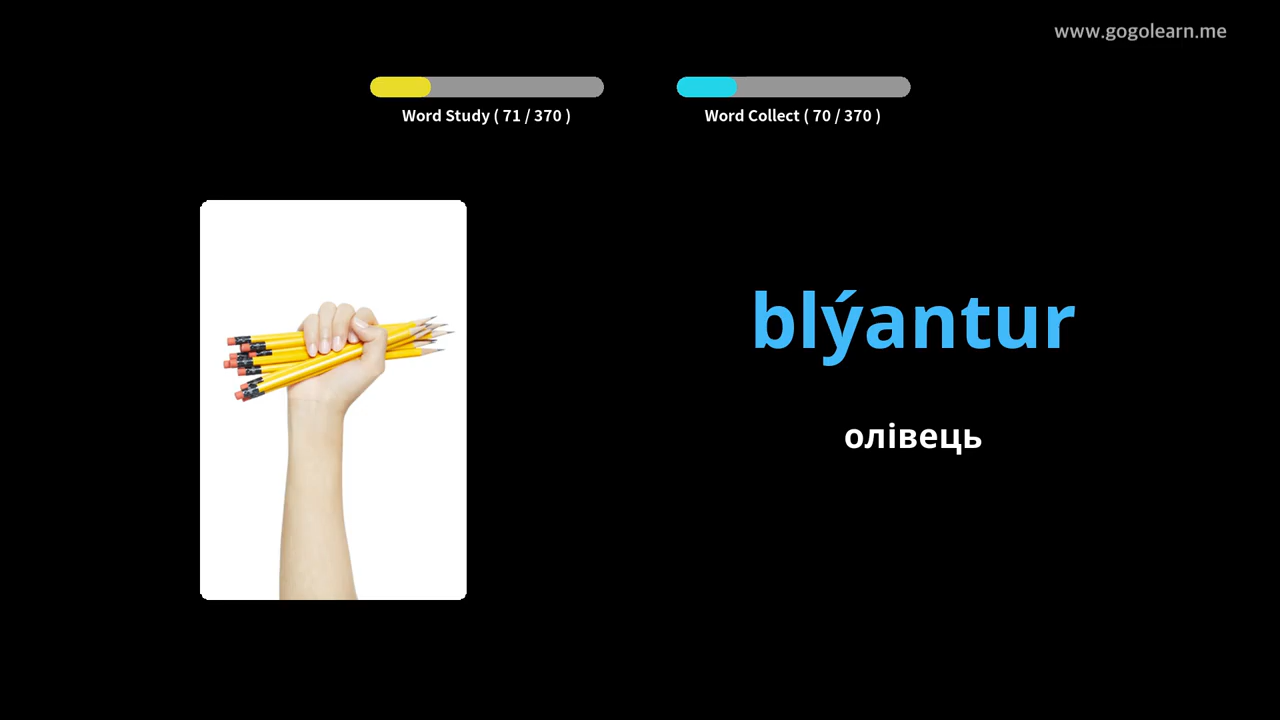 www.gogolearn.me
Word Study ( 71 / 370 )
Word Collect ( 70 / 370 )
blýantur
олівець